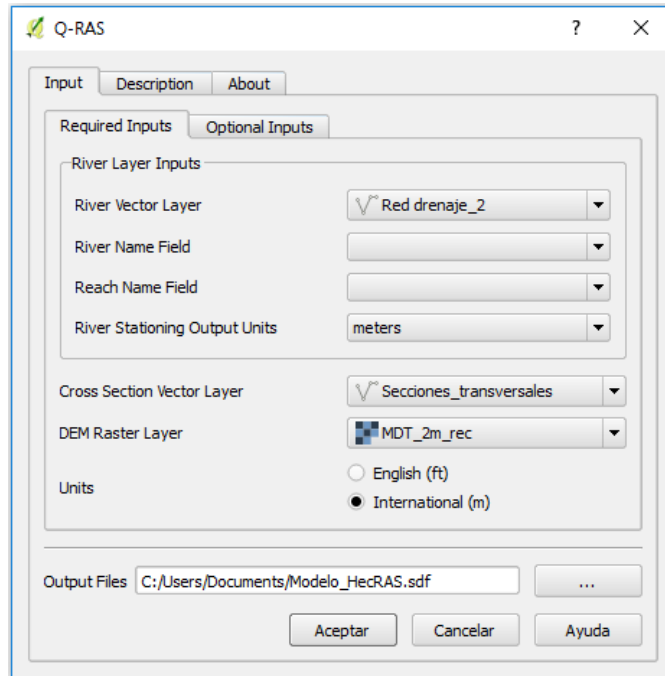 Q-RAS
Input Description About
Required Inputs Optional Inputs
River Layer Inputs
River Vector Layer Red drenaje_2
River Name Field
Reach Name Field
River Stationing Output Units meters
Cross Section Vector Layer Secciones_transversales
DEM Raster Layer MDT_2m_rec
Units English (ft)
International (m)
Output Files C:/Users/Documents/Modelo_HecRAS.sdf ...
Aceptar Cancelar Ayuda